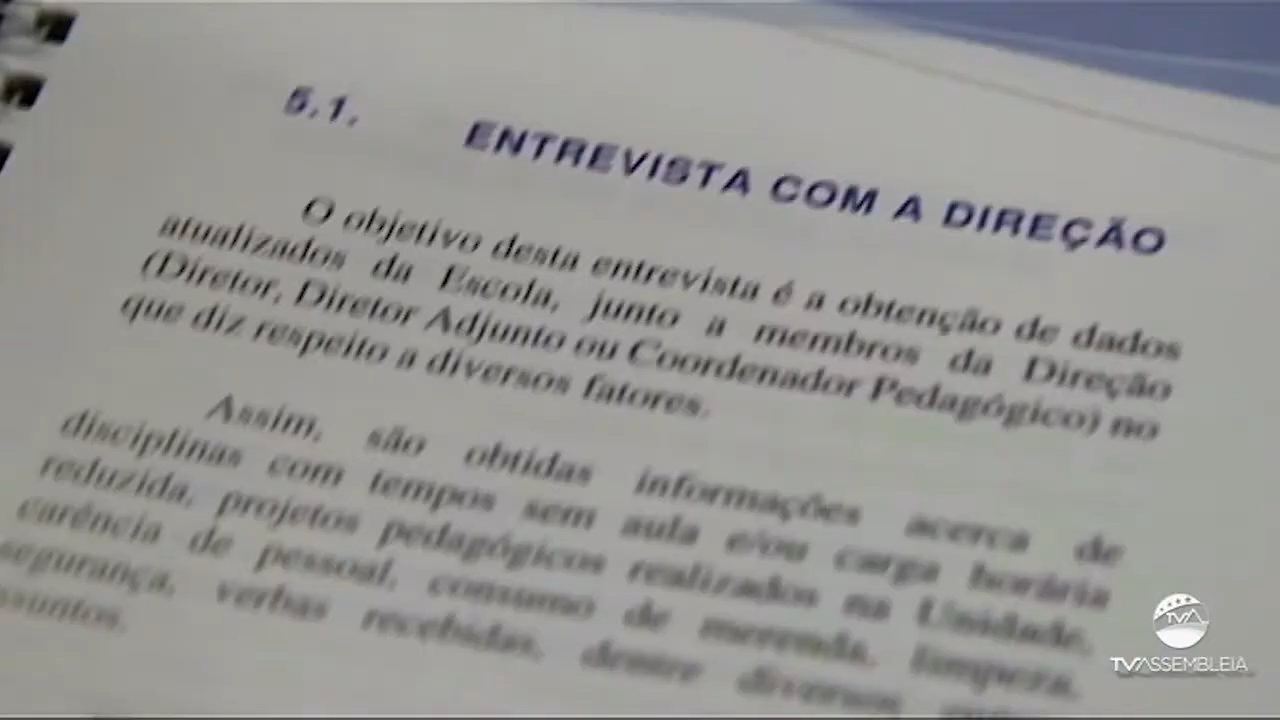 5.1. ENTREVISTA COM A DIREÇÃO
O objetivo desta entrevista é a obtenção de dados
atualizados da Escola, junto a membros da Direção
(Diretor, Diretor Adjunto ou Coordenador Pedagógico) no
que diz respeito a diversos fatores.
Assim, são obtidas informações acerca de
disciplinas com tempos sem aula e/ou carga horária
reduzida, projetos pedagógicos realizados na Unidade,
carência de pessoal, consumo de merenda, limpeza,
segurança, verbas recebidas, dentre diversos
assuntos.
TVA
TVASSEMBLEIA